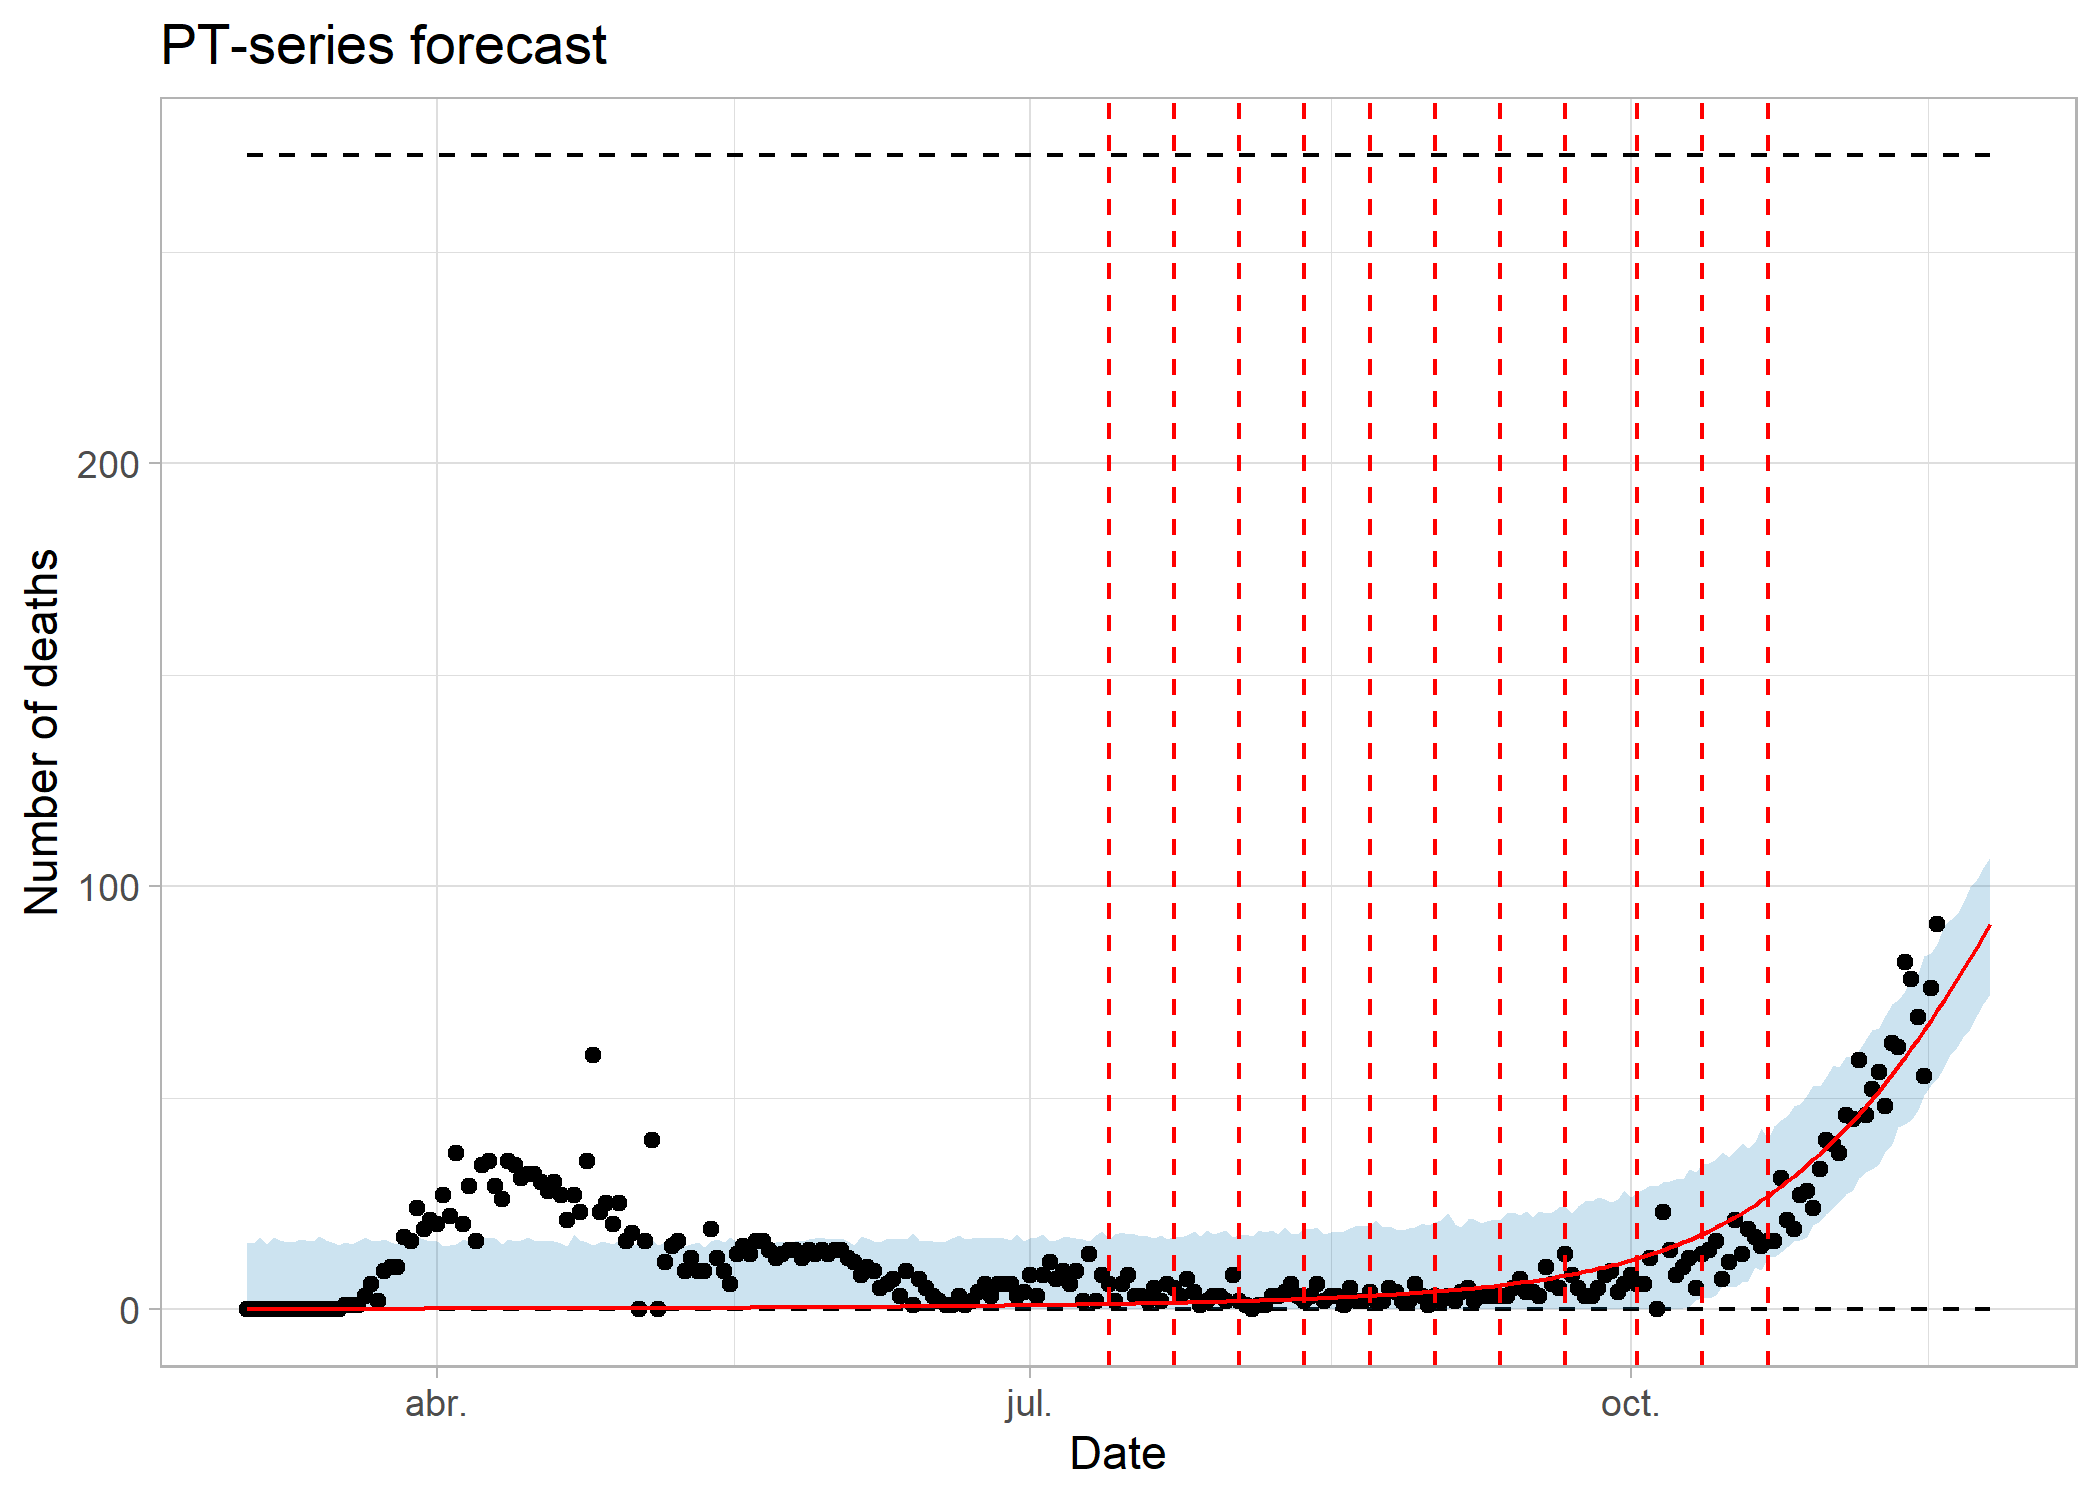 PT-series forecast
Number of deaths
200
100
0
abr.
jul.
oct.
Date